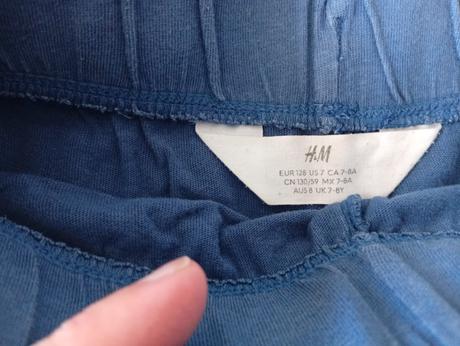 H&M
EUR 128 US 7 CA 7-8A
CN 130/59 MX 7-8A
AUS 8 UK 7-8Y